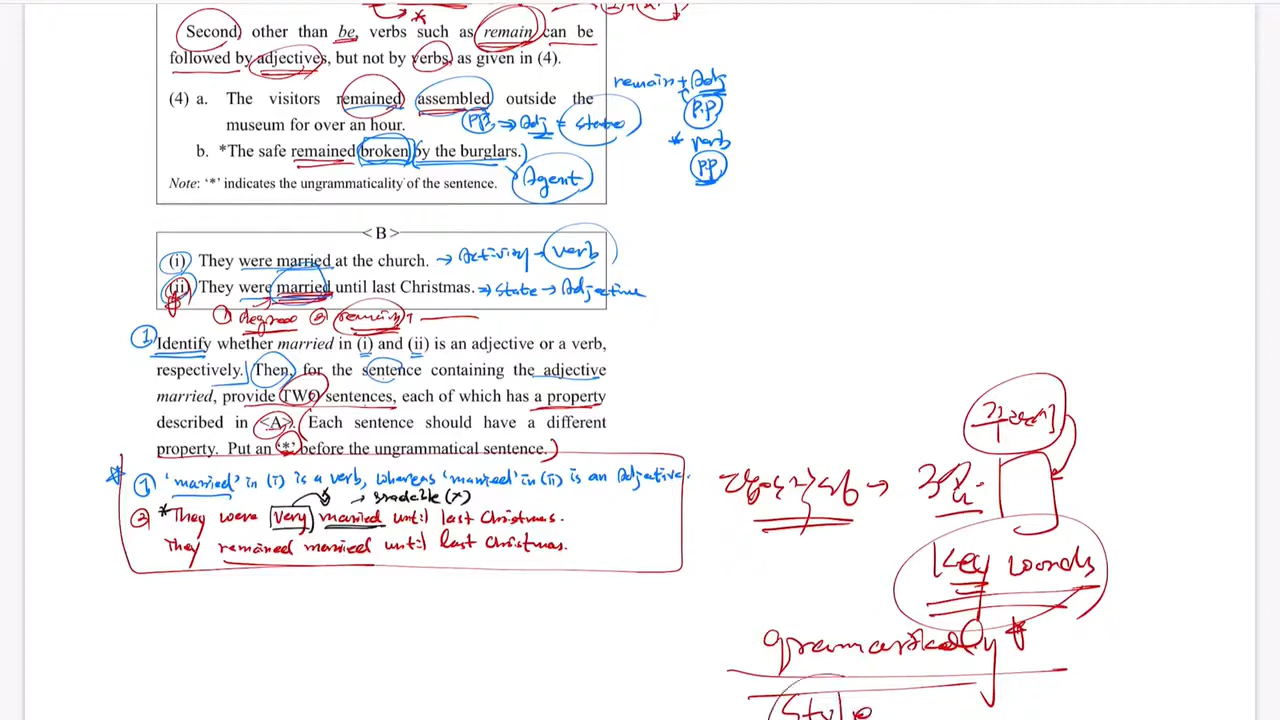 Second, other than be, verbs such as remain can be
followed by adjectives, but not by verbs, as given in (4).
remain + Adj
(4) a. The visitors remained assembled outside the
P.P
PP → Adj = state
museum for over an hour.
* verb
b. *The safe remained broken by the burglars.
PP
Agent
Note: ‘*’ indicates the ungrammaticality of the sentence.
< B >
(i) They were married at the church. → Activity → verb
(ii) They were married until last Christmas. → state → Adjective
① degree ② remain +
① Identify whether married in (i) and (ii) is an adjective or a verb,
respectively. Then, for the sentence containing the adjective
married, provide TWO sentences, each of which has a property
described in <A>. Each sentence should have a different
property. Put an ‘*’ before the ungrammatical sentence.
① 'married' in (i) is a verb, whereas 'married' in (ii) is an Adjective.
→ gradable (x)
② *They were very married until last Christmas.
They remained married until last Christmas.
key words
grammatically *
style